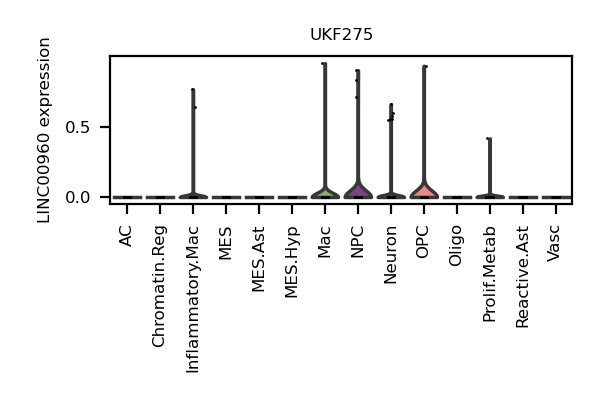 UKF275
LINC00960 expression
0.5
0.0
AC
Chromatin.Reg
Inflammatory.Mac
MES
MES.Ast
MES.Hyp
Mac
NPC
Neuron
OPC
Oligo
Prolif.Metab
Reactive.Ast
Vasc